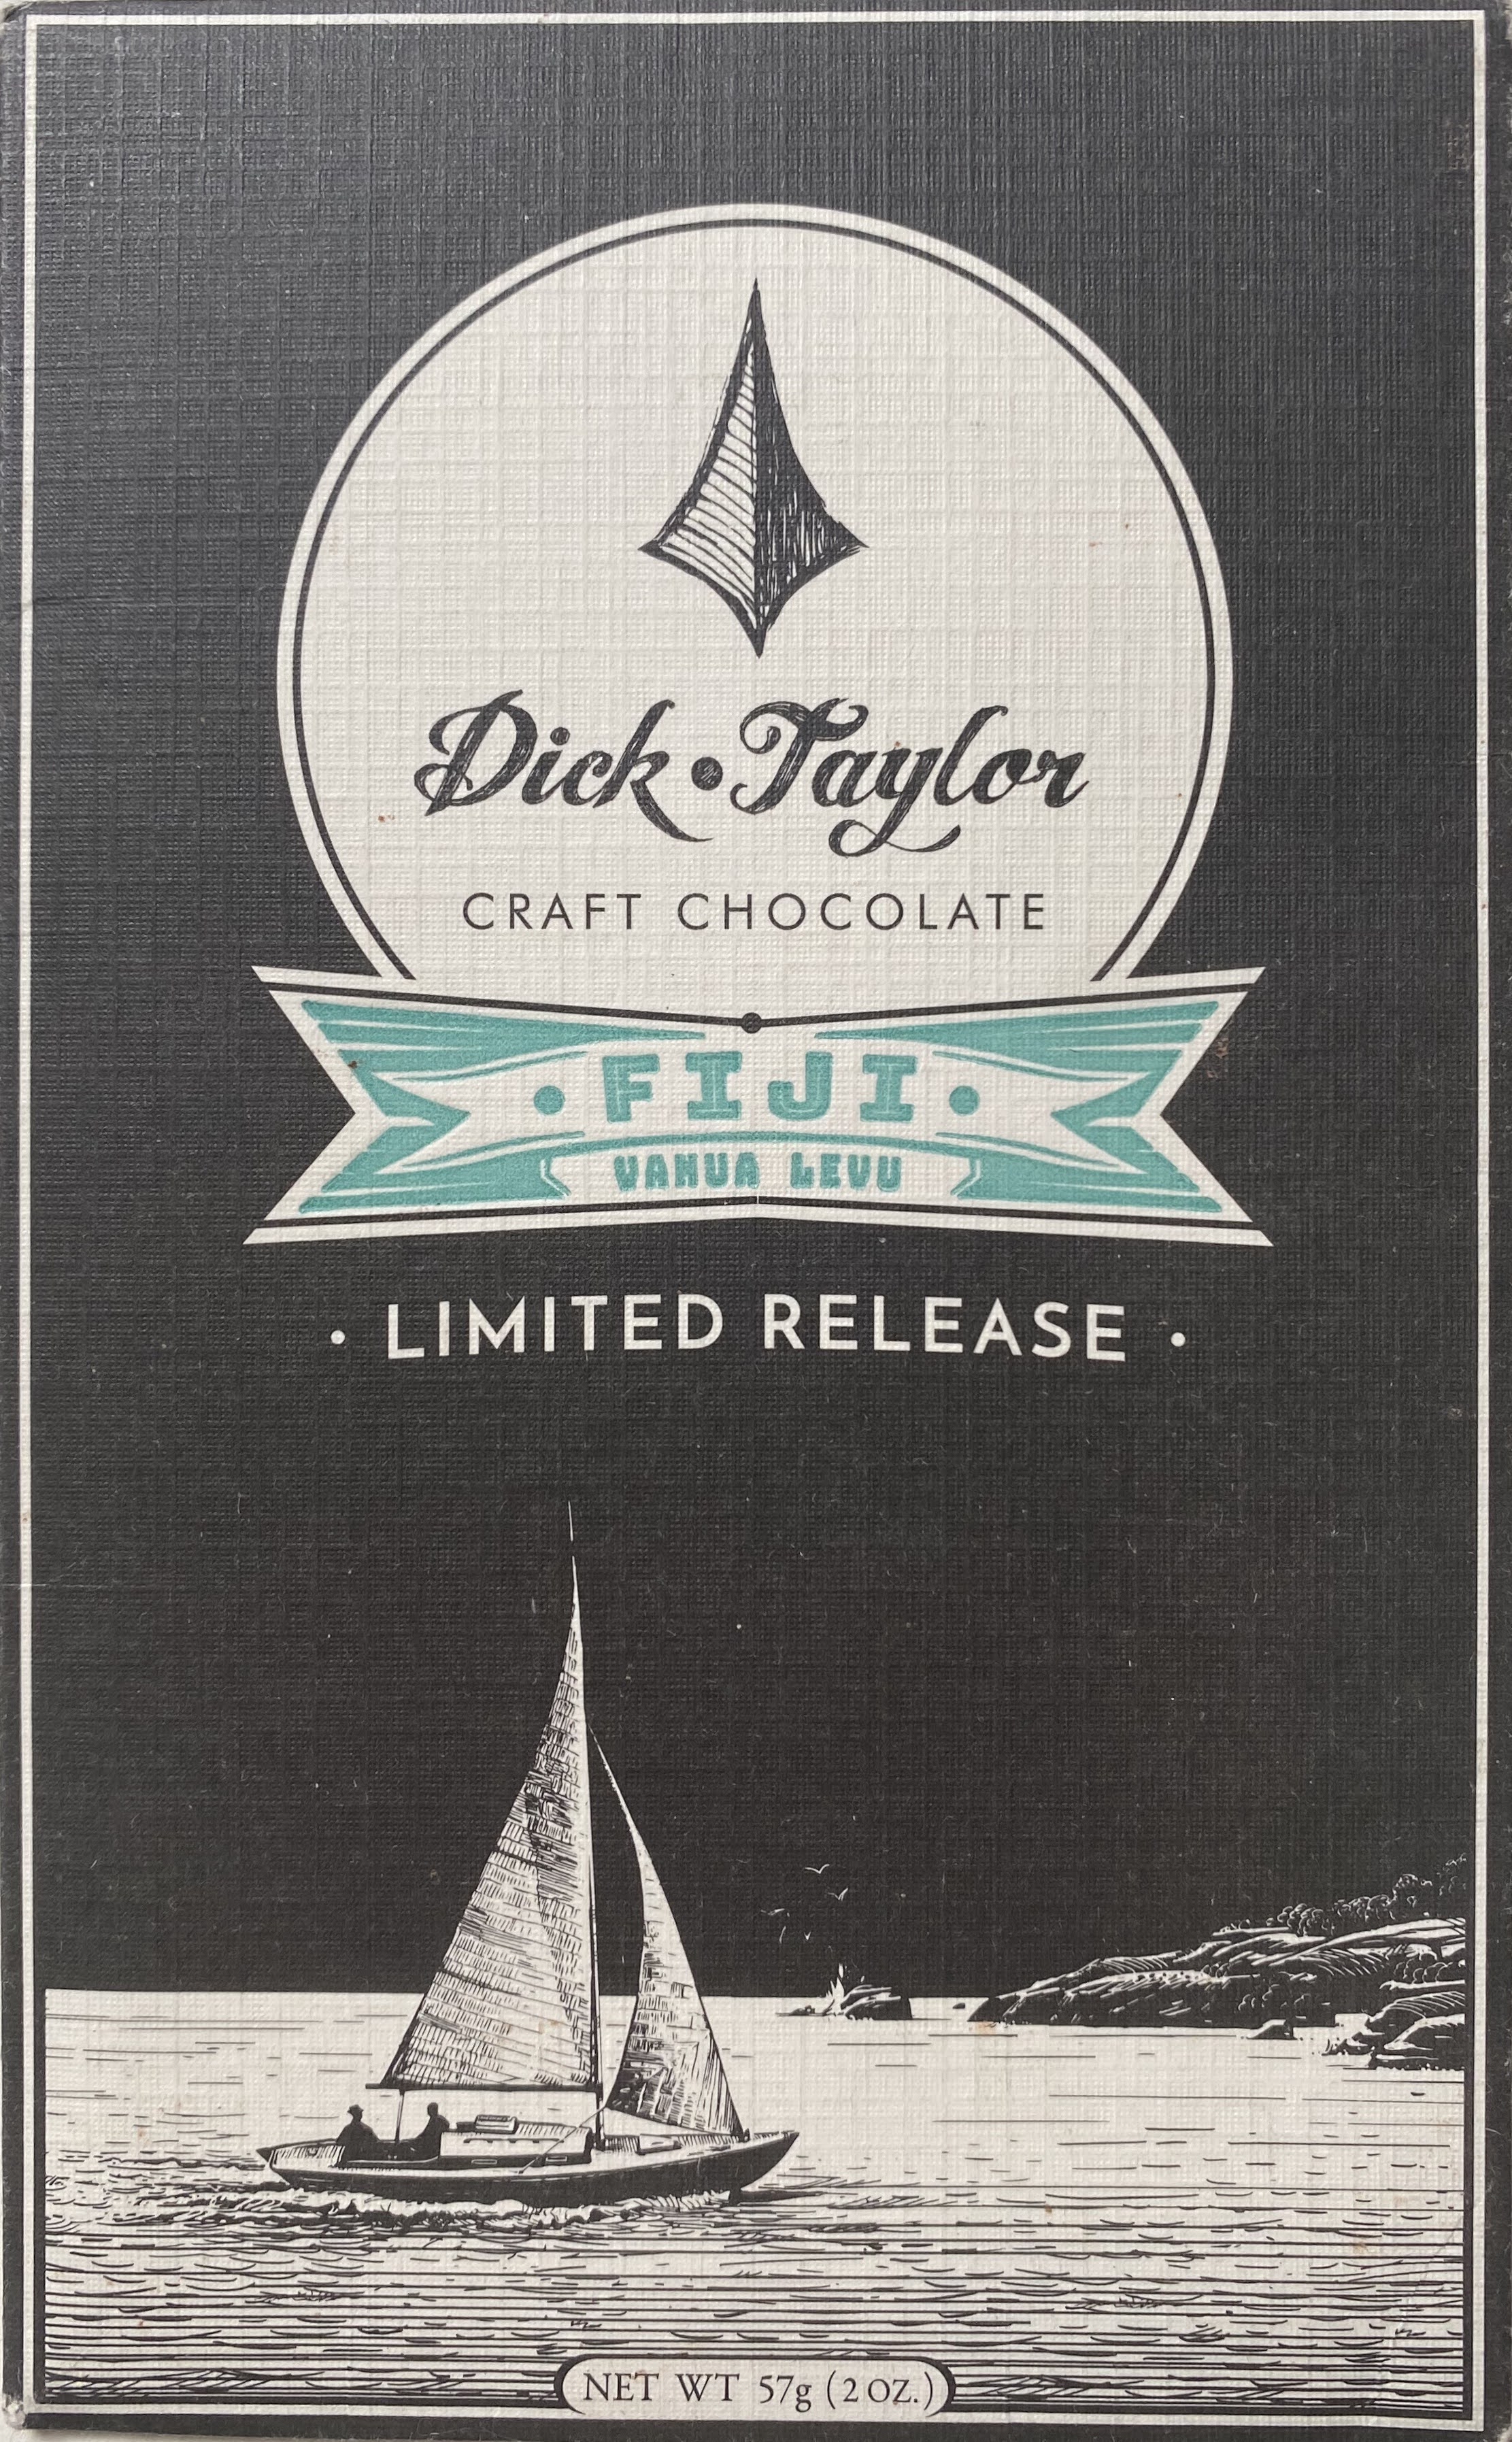 Dick • Taylor
CRAFT CHOCOLATE
• FIJI •
VANUA LEVU
• LIMITED RELEASE •
NET WT 57g (2 OZ.)